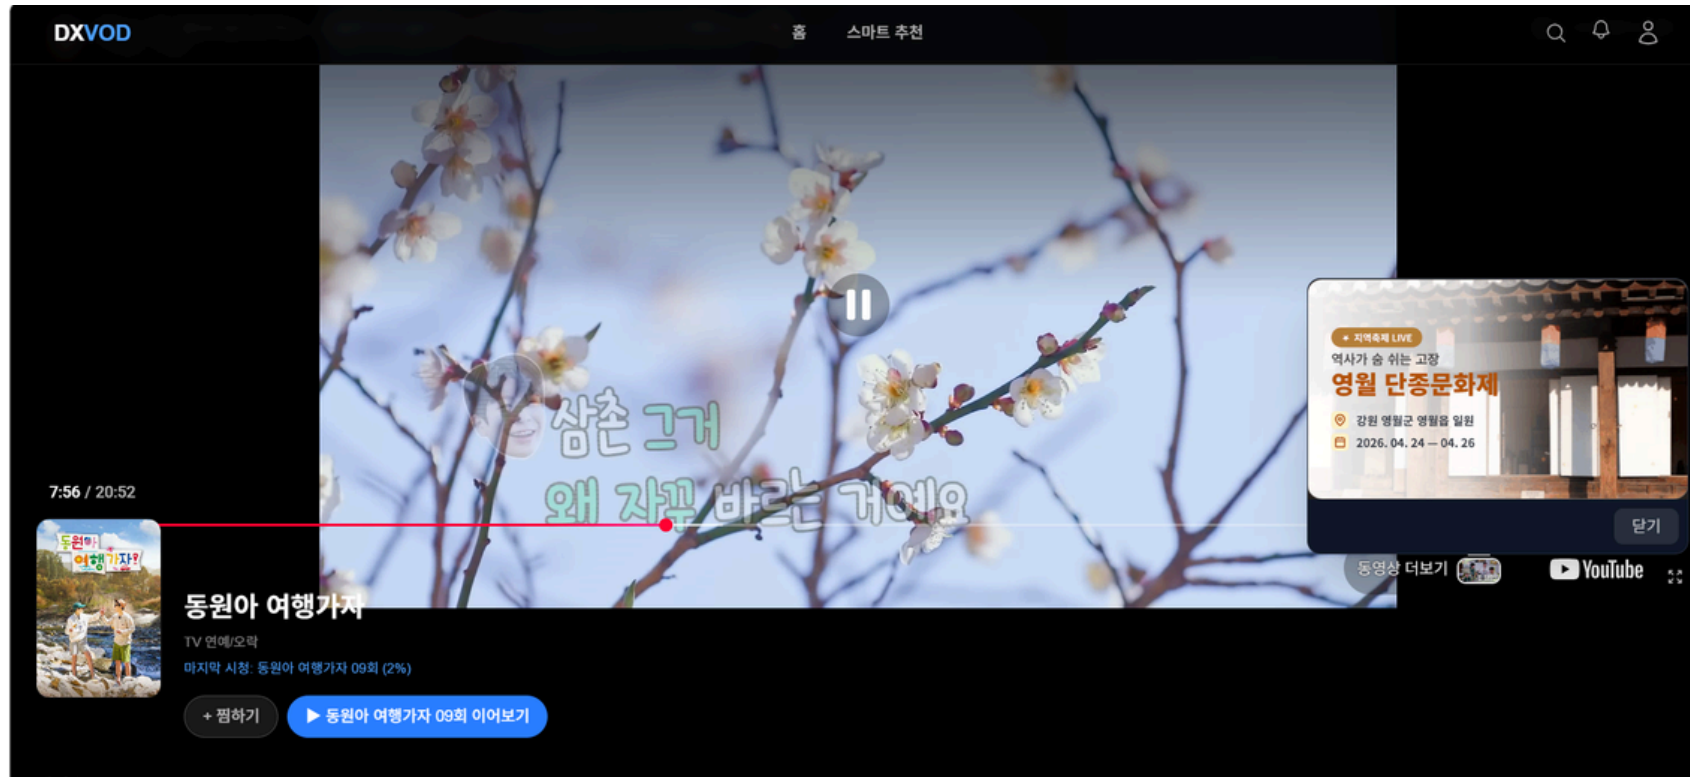 DXVOD
홈
스마트 추천
삼촌 그거
왜 자꾸 바르는 거예요
✦ 지역축제 LIVE
역사가 숨 쉬는 고장
영월 단종문화제
강원 영월군 영월읍 일원
2026. 04. 24 — 04. 26
닫기
7:56 / 20:52
동영상 더보기
YouTube
동원아
여행가자!
동원아 여행가자
TV 연예/오락
마지막 시청: 동원아 여행가자 09회 (2%)
+ 찜하기
▶ 동원아 여행가자 09회 이어보기